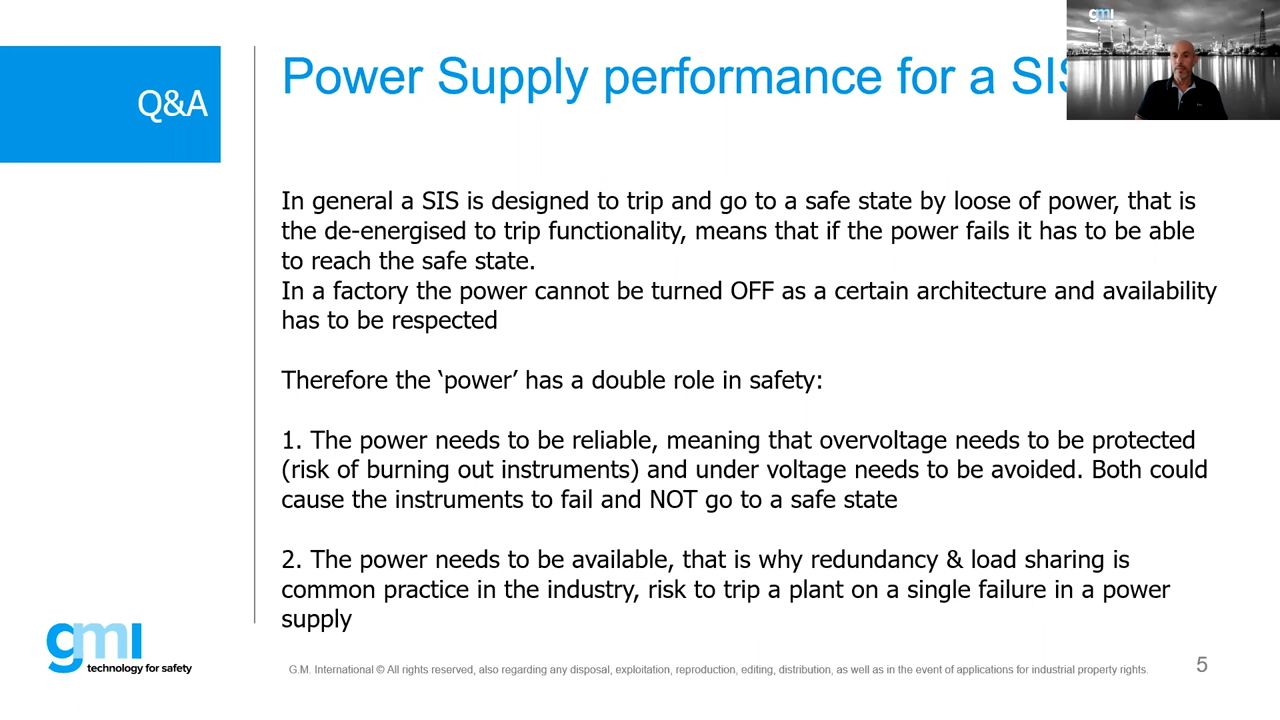 Q&A
Power Supply performance for a SIS
gmi
In general a SIS is designed to trip and go to a safe state by loose of power, that is
the de-energised to trip functionality, means that if the power fails it has to be able
to reach the safe state.
In a factory the power cannot be turned OFF as a certain architecture and availability
has to be respected
Therefore the ‘power’ has a double role in safety:
1. The power needs to be reliable, meaning that overvoltage needs to be protected
(risk of burning out instruments) and under voltage needs to be avoided. Both could
cause the instruments to fail and NOT go to a safe state
2. The power needs to be available, that is why redundancy & load sharing is
common practice in the industry, risk to trip a plant on a single failure in a power
supply
gmi
technology for safety
G.M. International © All rights reserved, also regarding any disposal, exploitation, reproduction, editing, distribution, as well as in the event of applications for industrial property rights.
5